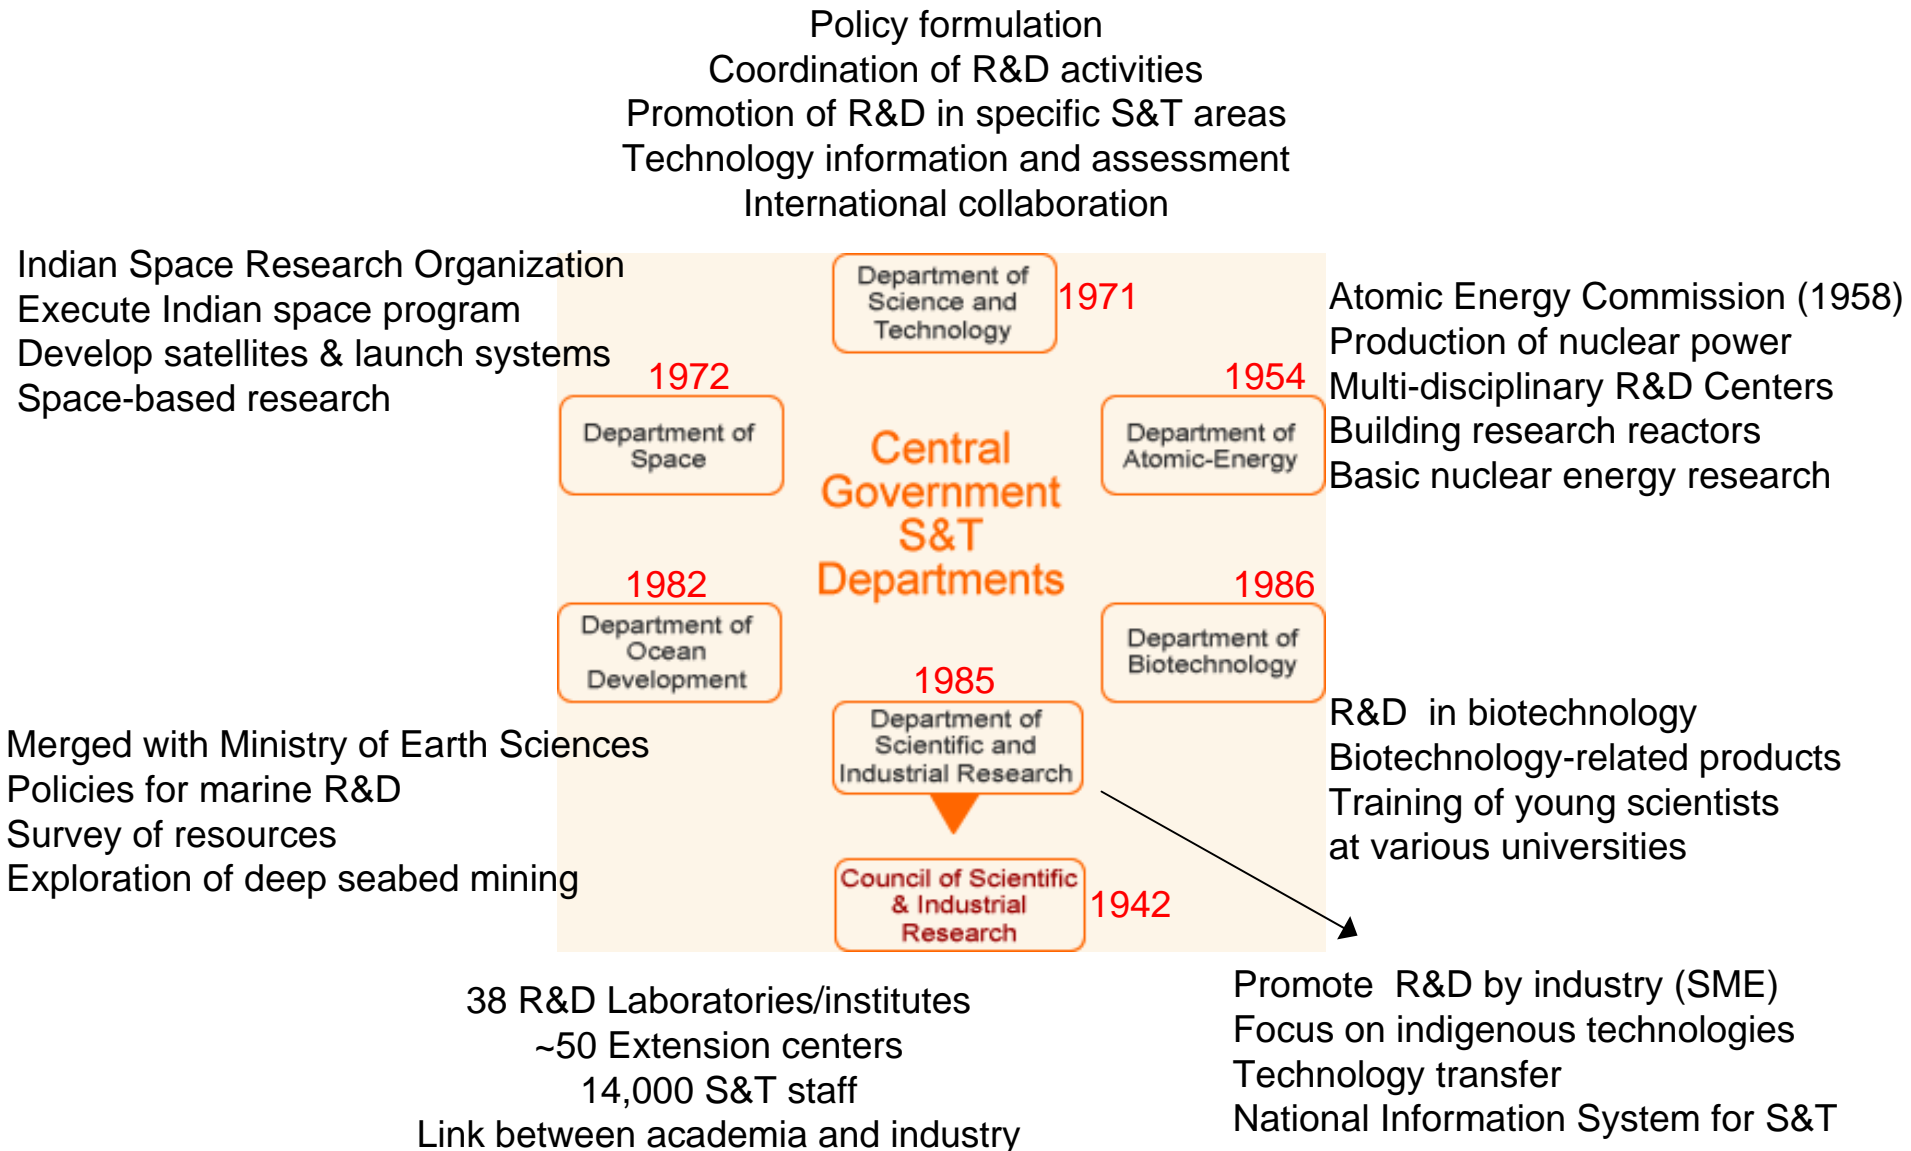 Policy formulation
Coordination of R&D activities
Promotion of R&D in specific S&T areas
Technology information and assessment
International collaboration
Indian Space Research Organization
Execute Indian space program
Develop satellites & launch systems
Space-based research
Department of
Science and
Technology
1971
Atomic Energy Commission (1958)
Production of nuclear power
Multi-disciplinary R&D Centers
Building research reactors
Basic nuclear energy research
1972
Department of
Space
Central
Government
S&T
Departments
1954
Department of
Atomic-Energy
1982
Department of
Ocean
Development
1986
Department of
Biotechnology
1985
Department of
Scientific and
Industrial Research
Merged with Ministry of Earth Sciences
Policies for marine R&D
Survey of resources
Exploration of deep seabed mining
R&D  in biotechnology
Biotechnology-related products
Training of young scientists
at various universities
Council of Scientific
& Industrial
Research
1942
38 R&D Laboratories/institutes
~50 Extension centers
14,000 S&T staff
Link between academia and industry
Promote  R&D by industry (SME)
Focus on indigenous technologies
Technology transfer
National Information System for S&T